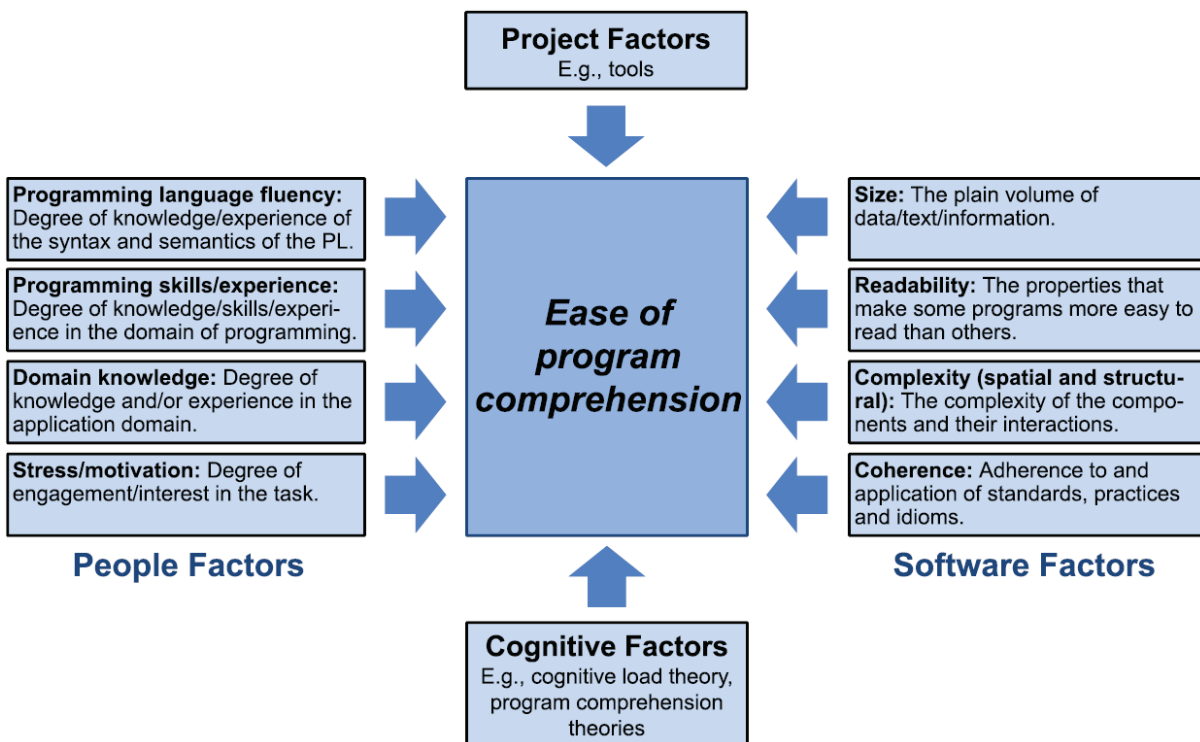 Project Factors
E.g., tools
Programming language fluency:
Degree of knowledge/experience of
the syntax and semantics of the PL.
Programming skills/experience:
Degree of knowledge/skills/experi-
ence in the domain of programming.
Domain knowledge: Degree of
knowledge and/or experience in the
application domain.
Stress/motivation: Degree of
engagement/interest in the task.
People Factors
Ease of
program
comprehension
Size: The plain volume of
data/text/information.
Readability: The properties that
make some programs more easy to
read than others.
Complexity (spatial and structu-
ral): The complexity of the compo-
nents and their interactions.
Coherence: Adherence to and
application of standards, practices
and idioms.
Software Factors
Cognitive Factors
E.g., cognitive load theory,
program comprehension
theories